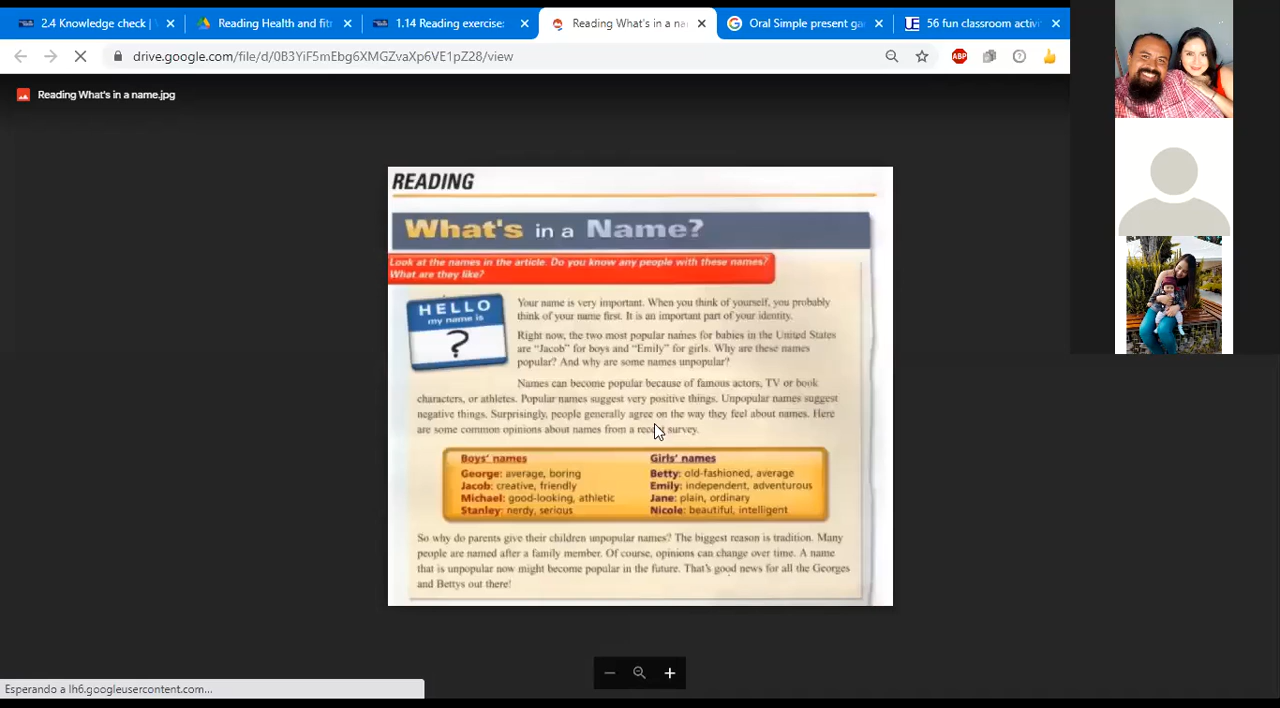 2.4 Knowledge check |
Reading Health and fitn
1.14 Reading exercise:
Reading What's in a na
Oral Simple present ga
56 fun classroom activi
drive.google.com/file/d/0B3YiF5mEbg6XMGZvaXp6VE1pZ28/view
ABP
Reading What's in a name.jpg
READING
What's in a Name?
Look at the names in the article. Do you know any people with these names?
What are they like?
HELLO
my name is
?
Your name is very important. When you think of yourself, you probably
think of your name first. It is an important part of your identity.
Right now, the two most popular names for babies in the United States
are "Jacob" for boys and "Emily" for girls. Why are these names
popular? And why are some names unpopular?
Names can become popular because of famous actors, TV or book
characters, or athletes. Popular names suggest very positive things. Unpopular names suggest
negative things. Surprisingly, people generally agree on the way they feel about names. Here
are some common opinions about names from a recent survey.
Boys' names
George: average, boring
Jacob: creative, friendly
Michael: good-looking, athletic
Stanley: nerdy, serious
Girls' names
Betty: old-fashioned, average
Emily: independent, adventurous
Jane: plain, ordinary
Nicole: beautiful, intelligent
So why do parents give their children unpopular names? The biggest reason is tradition. Many
people are named after a family member. Of course, opinions can change over time. A name
that is unpopular now might become popular in the future. That's good news for all the Georges
and Bettys out there!
Esperando a lh6.googleusercontent.com...